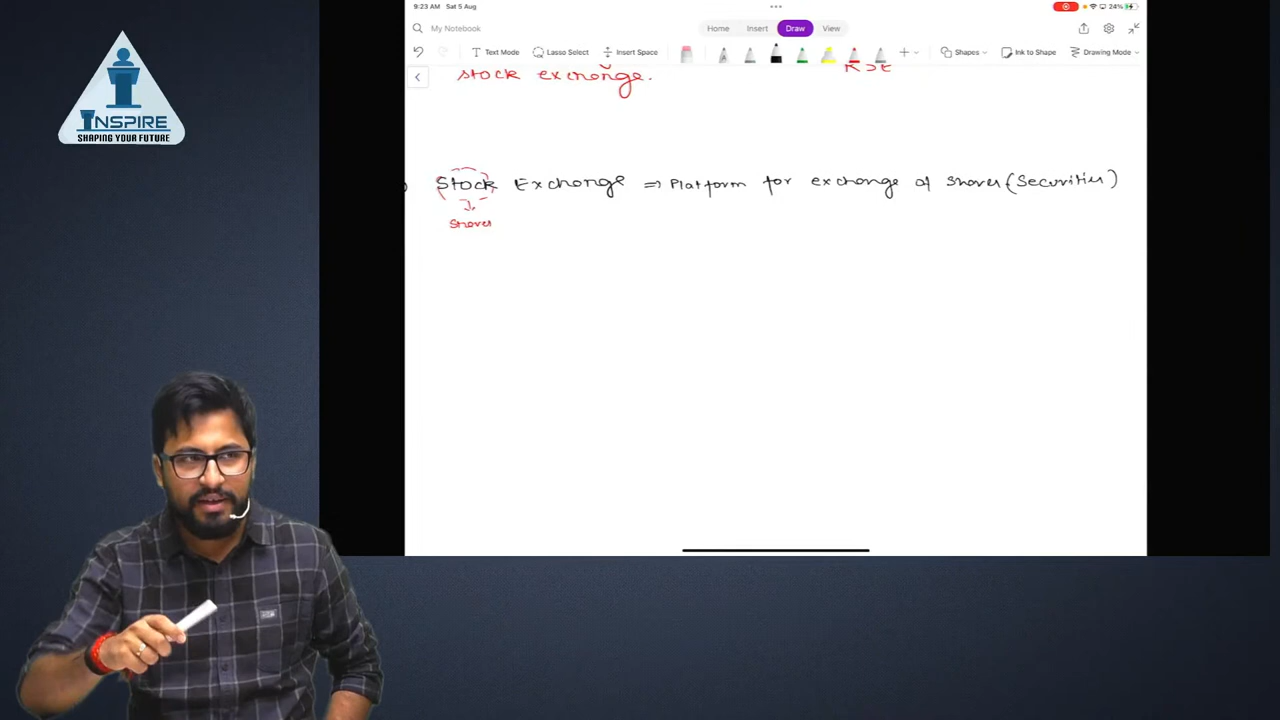 9:23 AM Sat 5 Aug
24%
My Notebook
Home Insert Draw View
Text Mode Lasso Select Insert Space Shapes Ink to Shape Drawing Mode
stock exchange.
INSPIRE
SHAPING YOUR FUTURE
Stock Exchange ⇒ Platform for exchange of shares (Securities)
shares